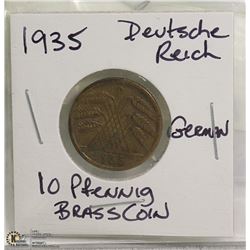 1935 Deutsche
Reich
German
10 Pfennig
BRASS COIN